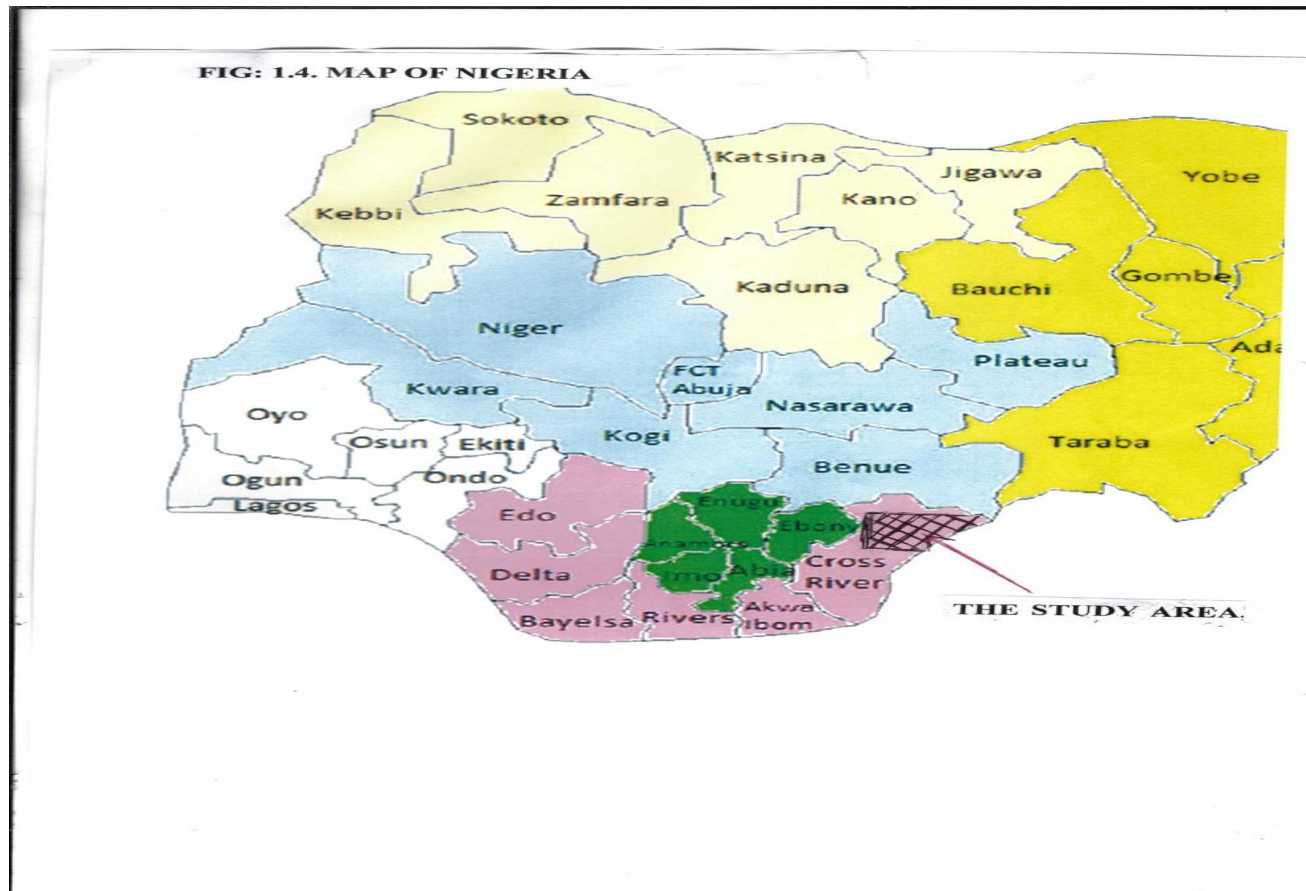 FIG: 1.4. MAP OF NIGERIA
Sokoto
Katsina
Jigawa
Yobe
Kebbi
Zamfara
Kano
Kaduna
Bauchi
Gombe
Niger
Plateau
Ada
FCT
Abuja
Kwara
Nasarawa
Oyo
Kogi
Taraba
Osun
Ekiti
Benue
Ogun
Ondo
Lagos
Edo
Enugu
Ebony
Delta
Imo
Abia
Cross
River
Bayelsa
Rivers
Akwa
Ibom
THE STUDY AREA.